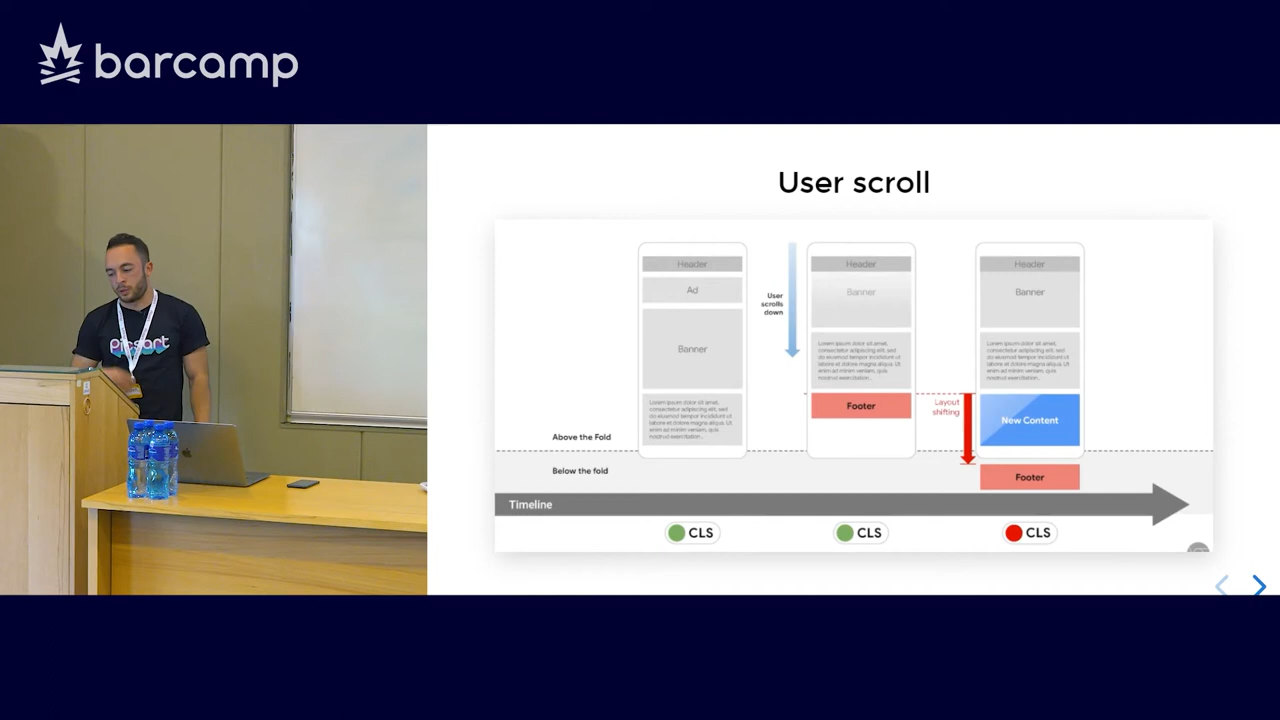 barcamp
Picsart
User scroll
Header
Ad
Banner
Lorem ipsum dolor sit amet,
consectetur adipiscing elit, sed
do eiusmod tempor incididunt ut
labore et dolore magna aliqua. Ut
enim ad minim veniam, quis
nostrud exercitation...
User
scrolls
down
Header
Banner
Lorem ipsum dolor sit amet,
consectetur adipiscing elit, sed
do eiusmod tempor incididunt ut
labore et dolore magna aliqua. Ut
enim ad minim veniam, quis
nostrud exercitation...
Footer
Layout
shifting
Header
Banner
Lorem ipsum dolor sit amet,
consectetur adipiscing elit, sed
do eiusmod tempor incididunt ut
labore et dolore magna aliqua. Ut
enim ad minim veniam, quis
nostrud exercitation...
New Content
Footer
Above the Fold
Below the fold
Timeline
CLS
CLS
CLS